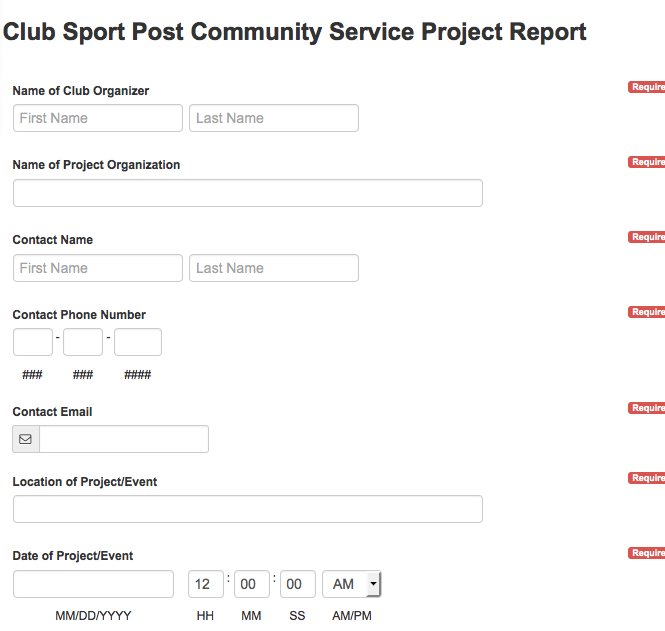 Club Sport Post Community Service Project Report
Name of Club Organizer Require
First Name Last Name
Name of Project Organization Require
Contact Name Require
First Name Last Name
Contact Phone Number Require
- -
### ### ####
Contact Email Require
Location of Project/Event Require
Date of Project/Event Require
12 : 00 : 00 AM
MM/DD/YYYY HH MM SS AM/PM